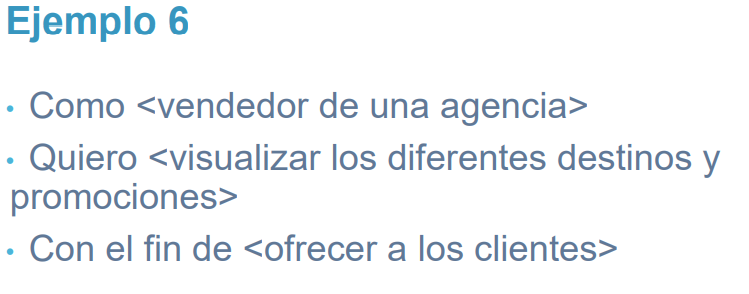 Ejemplo 6
• Como <vendedor de una agencia>
• Quiero <visualizar los diferentes destinos y
promociones>
• Con el fin de <ofrecer a los clientes>